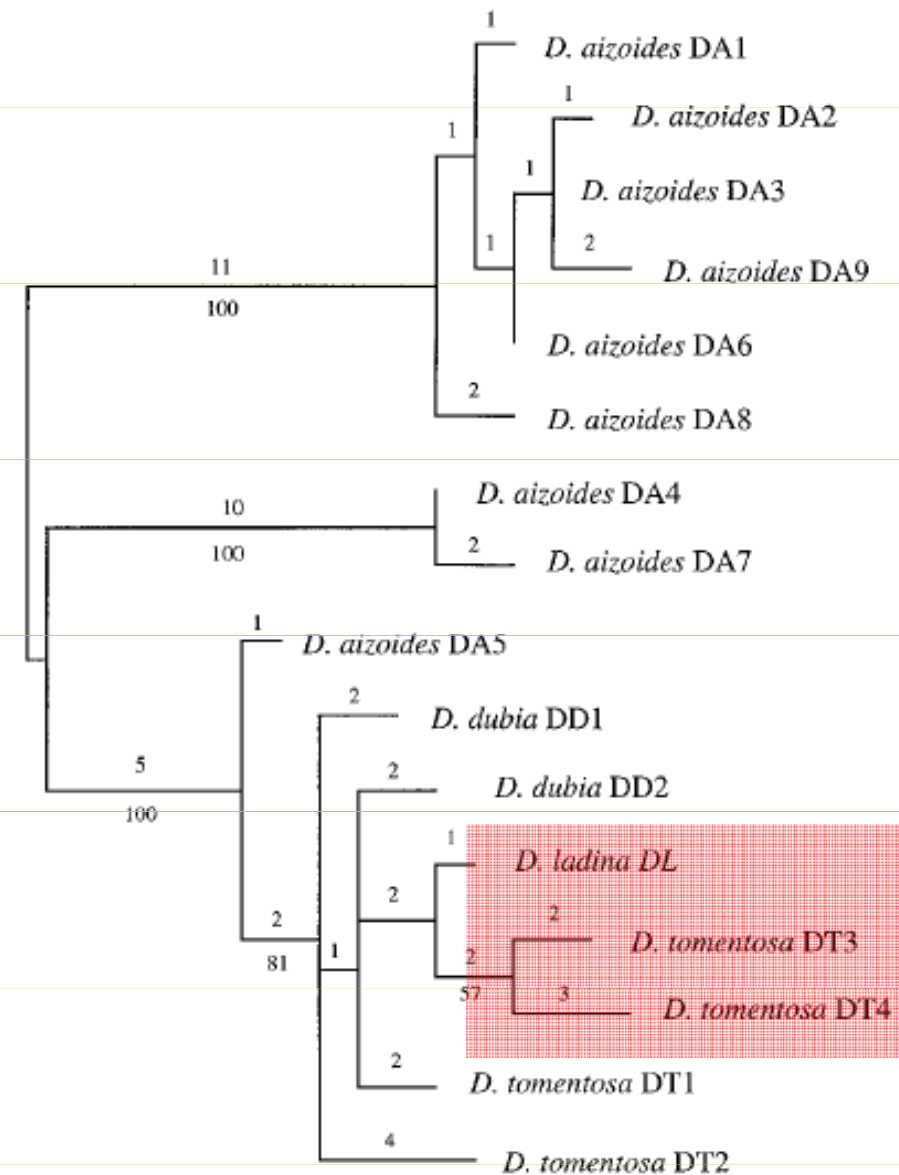 1
D. aizoides DA1
1
D. aizoides DA2
1
1
D. aizoides DA3
1
2
D. aizoides DA9
11
100
D. aizoides DA6
2
D. aizoides DA8
D. aizoides DA4
10
100
2
D. aizoides DA7
1
D. aizoides DA5
2
D. dubia DD1
5
100
2
D. dubia DD2
1
D. ladina DL
2
2
D. tomentosa DT3
2
81
1
2
57
3
D. tomentosa DT4
2
D. tomentosa DT1
4
D. tomentosa DT2